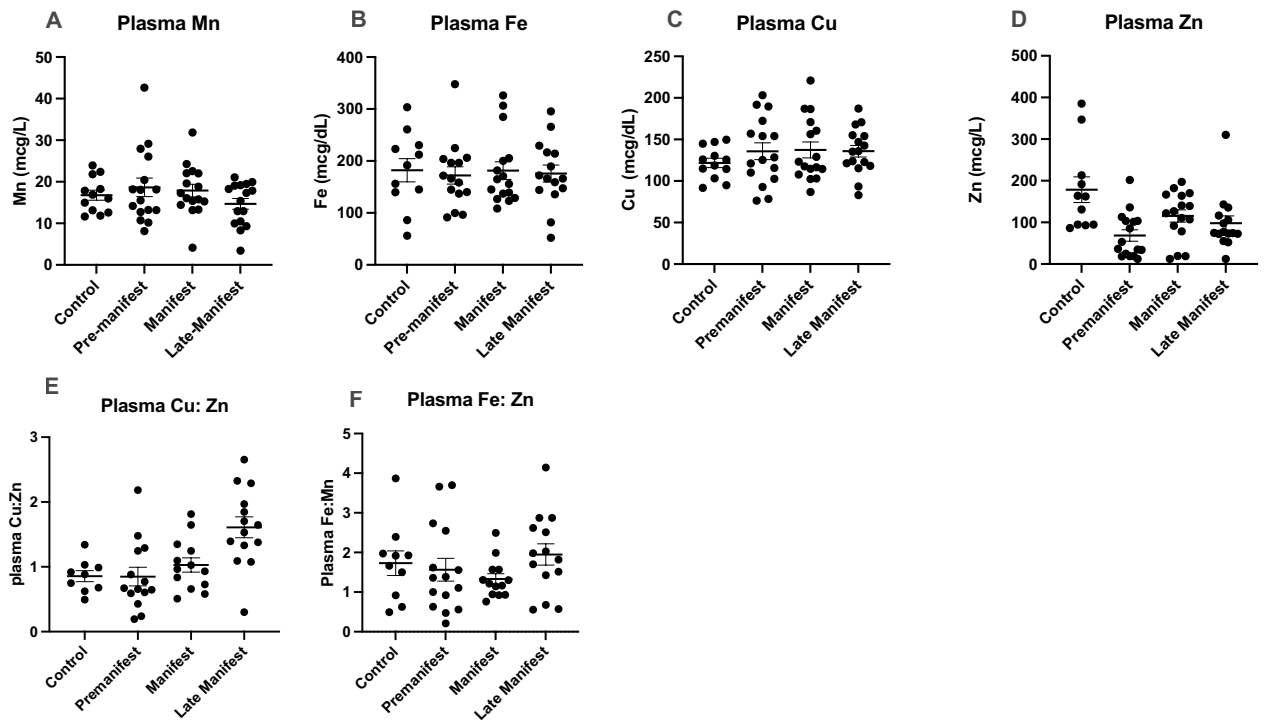 A
Plasma Mn
Mn (mcg/L)
50
40
30
20
10
0
Control
Pre-manifest
Manifest
Late-Manifest
B
Plasma Fe
Fe (mcg/dL)
400
300
200
100
0
Control
Pre-manifest
Manifest
Late Manifest
C
Plasma Cu
Cu (mcg/dL)
250
200
150
100
50
0
Control
Premanifest
Manifest
Late Manifest
D
Plasma Zn
Zn (mcg/L)
500
400
300
200
100
0
Control
Premanifest
Manifest
Late Manifest
E
Plasma Cu: Zn
plasma Cu:Zn
3
2
1
0
Control
Premanifest
Manifest
Late Manifest
F
Plasma Fe: Zn
Plasma Fe:Mn
5
4
3
2
1
0
Control
Premanifest
Manifest
Late Manifest